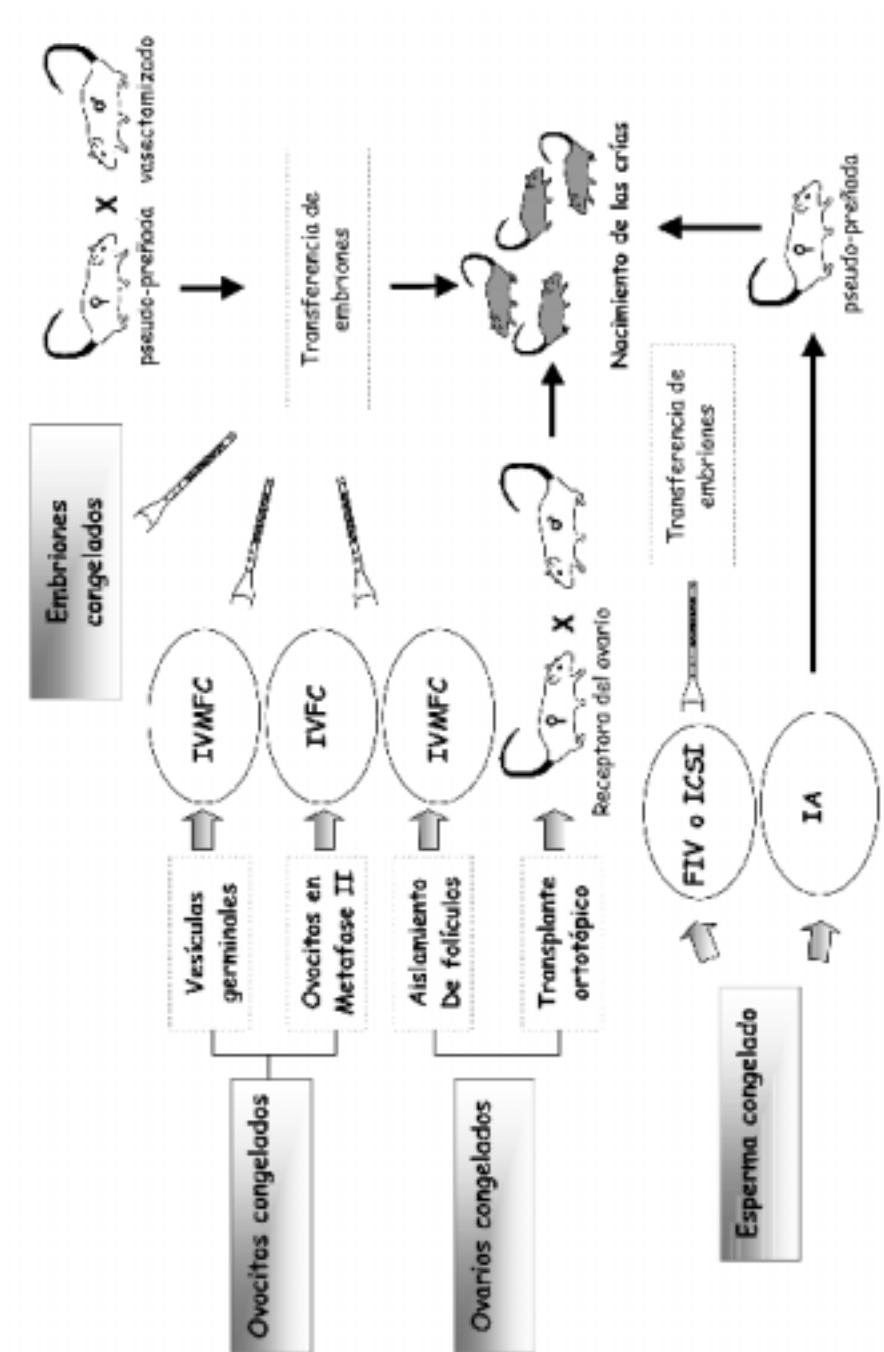 Embriones
congelados
pseudo-preñada
vasectomizado
Ovocitos congelados
Vesículas
germinales
IVMFC
Ovocitos en
Metafase II
IVFC
Transferencia de
embriones
Ovarios congelados
Aislamiento
De folículos
IVMFC
Transplante
ortotópico
X
Receptora del ovario
X
Nacimiento de las crías
Esperma congelado
FIV o ICSI
Transferencia de
embriones
IA
pseudo-preñada